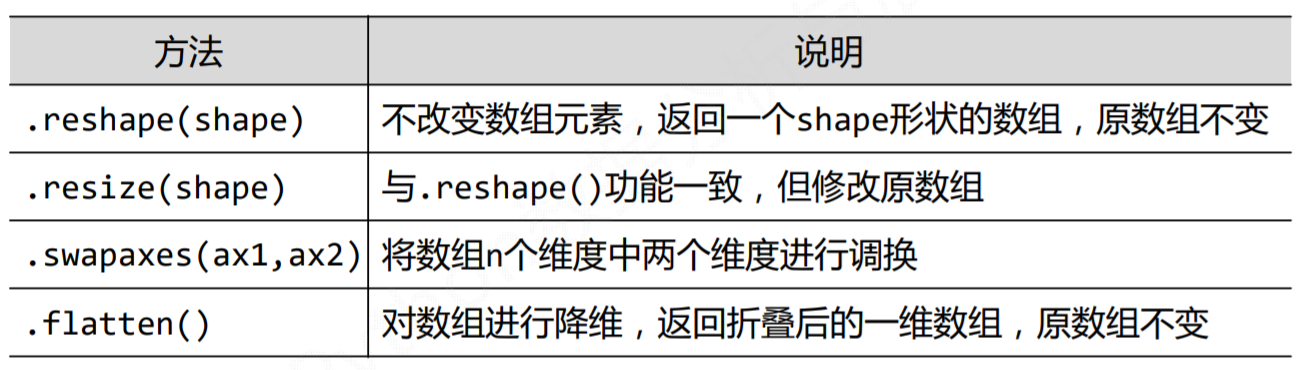 方法 说明
.reshape(shape) 不改变数组元素，返回一个shape形状的数组，原数组不变
.resize(shape) 与.reshape()功能一致，但修改原数组
.swapaxes(ax1,ax2) 将数组n个维度中两个维度进行调换
.flatten() 对数组进行降维，返回折叠后的一维数组，原数组不变